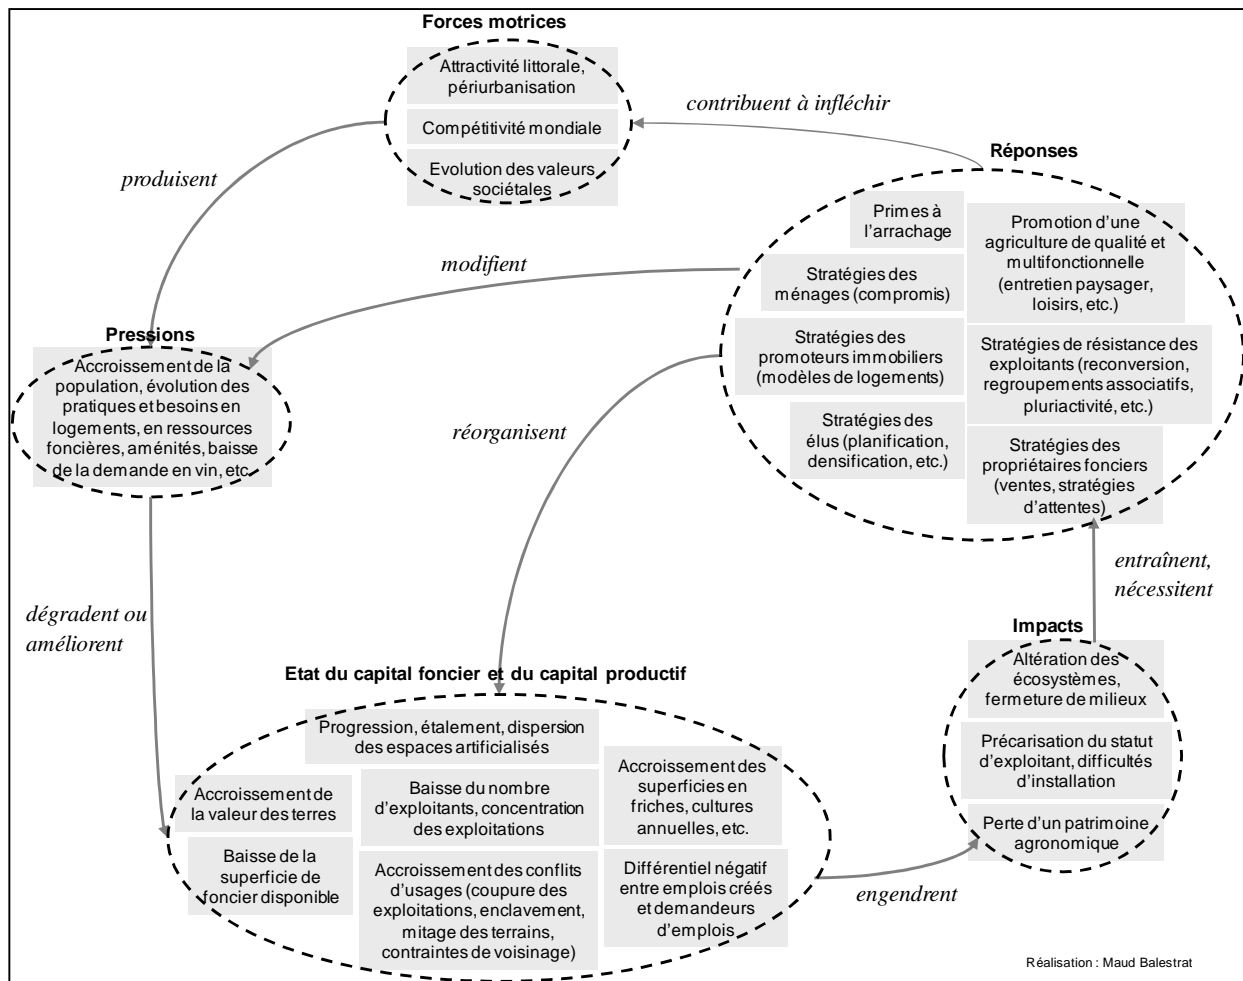 Forces motrices
Attractivité littorale,
périurbanisation
Compétitivité mondiale
Evolution des valeurs
sociétales
contribuent à infléchir
produisent
Réponses
Primes à
l'arrachage
Promotion d'une
agriculture de qualité et
multifonctionnelle
(entretien paysager,
loisirs, etc.)
Stratégies des
ménages (compromis)
Stratégies des
promoteurs immobiliers
(modèles de logements)
Stratégies de résistance des
exploitants (reconversion,
regroupements associatifs,
pluriactivité, etc.)
Stratégies des
élus (planification,
densification, etc.)
Stratégies des
propriétaires fonciers
(ventes, stratégies
d'attentes)
modifient
Pressions
Accroissement de la
population, évolution des
pratiques et besoins en
logements, en ressources
foncières, aménités, baisse
de la demande en vin, etc.
réorganisent
dégradent ou
améliorent
entraînent,
nécessitent
Impacts
Altération des
écosystèmes,
fermeture de milieux
Précarisation du statut
d'exploitant, difficultés
d'installation
Perte d'un patrimoine
agronomique
Etat du capital foncier et du capital productif
Progression, étalement, dispersion
des espaces artificialisés
Accroissement de
la valeur des terres
Baisse du nombre
d'exploitants, concentration
des exploitations
Accroissement des
superficies en
friches, cultures
annuelles, etc.
Baisse de la
superficie de
foncier disponible
Accroissement des conflits
d'usages (coupure des
exploitations, enclavement,
mitage des terrains,
contraintes de voisinage)
Différentiel négatif
entre emplois créés
et demandeurs
d'emplois
engendrent
Réalisation : Maud Balestrat